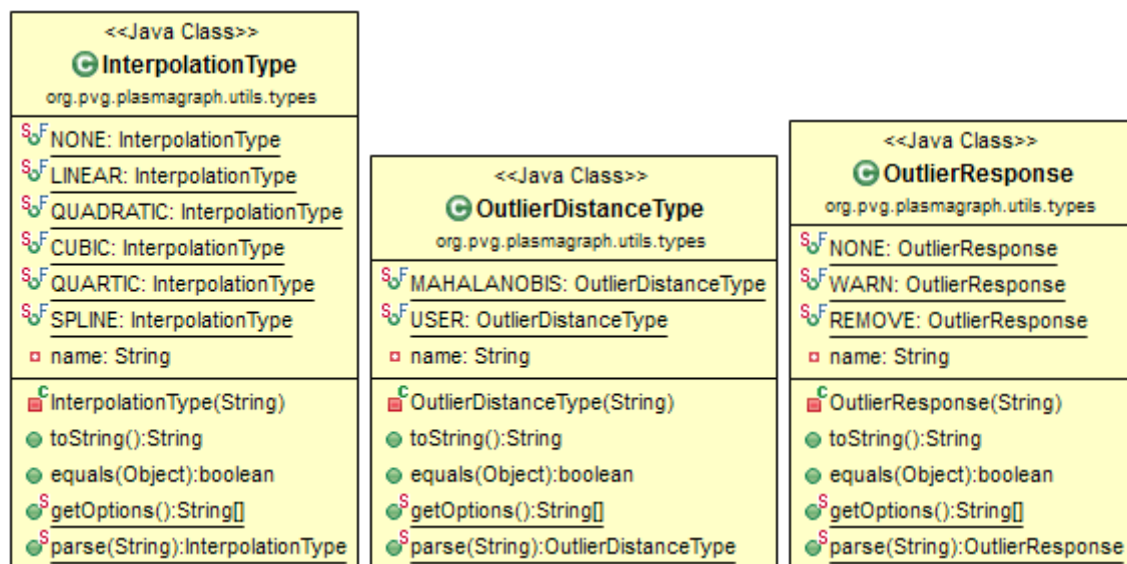 <<Java Class>>
InterpolationType
org.pvg.plasmagraph.utils.types
NONE: InterpolationType
LINEAR: InterpolationType
QUADRATIC: InterpolationType
CUBIC: InterpolationType
QUARTIC: InterpolationType
SPLINE: InterpolationType
name: String
InterpolationType(String)
toString():String
equals(Object):boolean
getOptions():String[]
parse(String):InterpolationType
<<Java Class>>
OutlierDistanceType
org.pvg.plasmagraph.utils.types
MAHALANOBIS: OutlierDistanceType
USER: OutlierDistanceType
name: String
OutlierDistanceType(String)
toString():String
equals(Object):boolean
getOptions():String[]
parse(String):OutlierDistanceType
<<Java Class>>
OutlierResponse
org.pvg.plasmagraph.utils.types
NONE: OutlierResponse
WARN: OutlierResponse
REMOVE: OutlierResponse
name: String
OutlierResponse(String)
toString():String
equals(Object):boolean
getOptions():String[]
parse(String):OutlierResponse